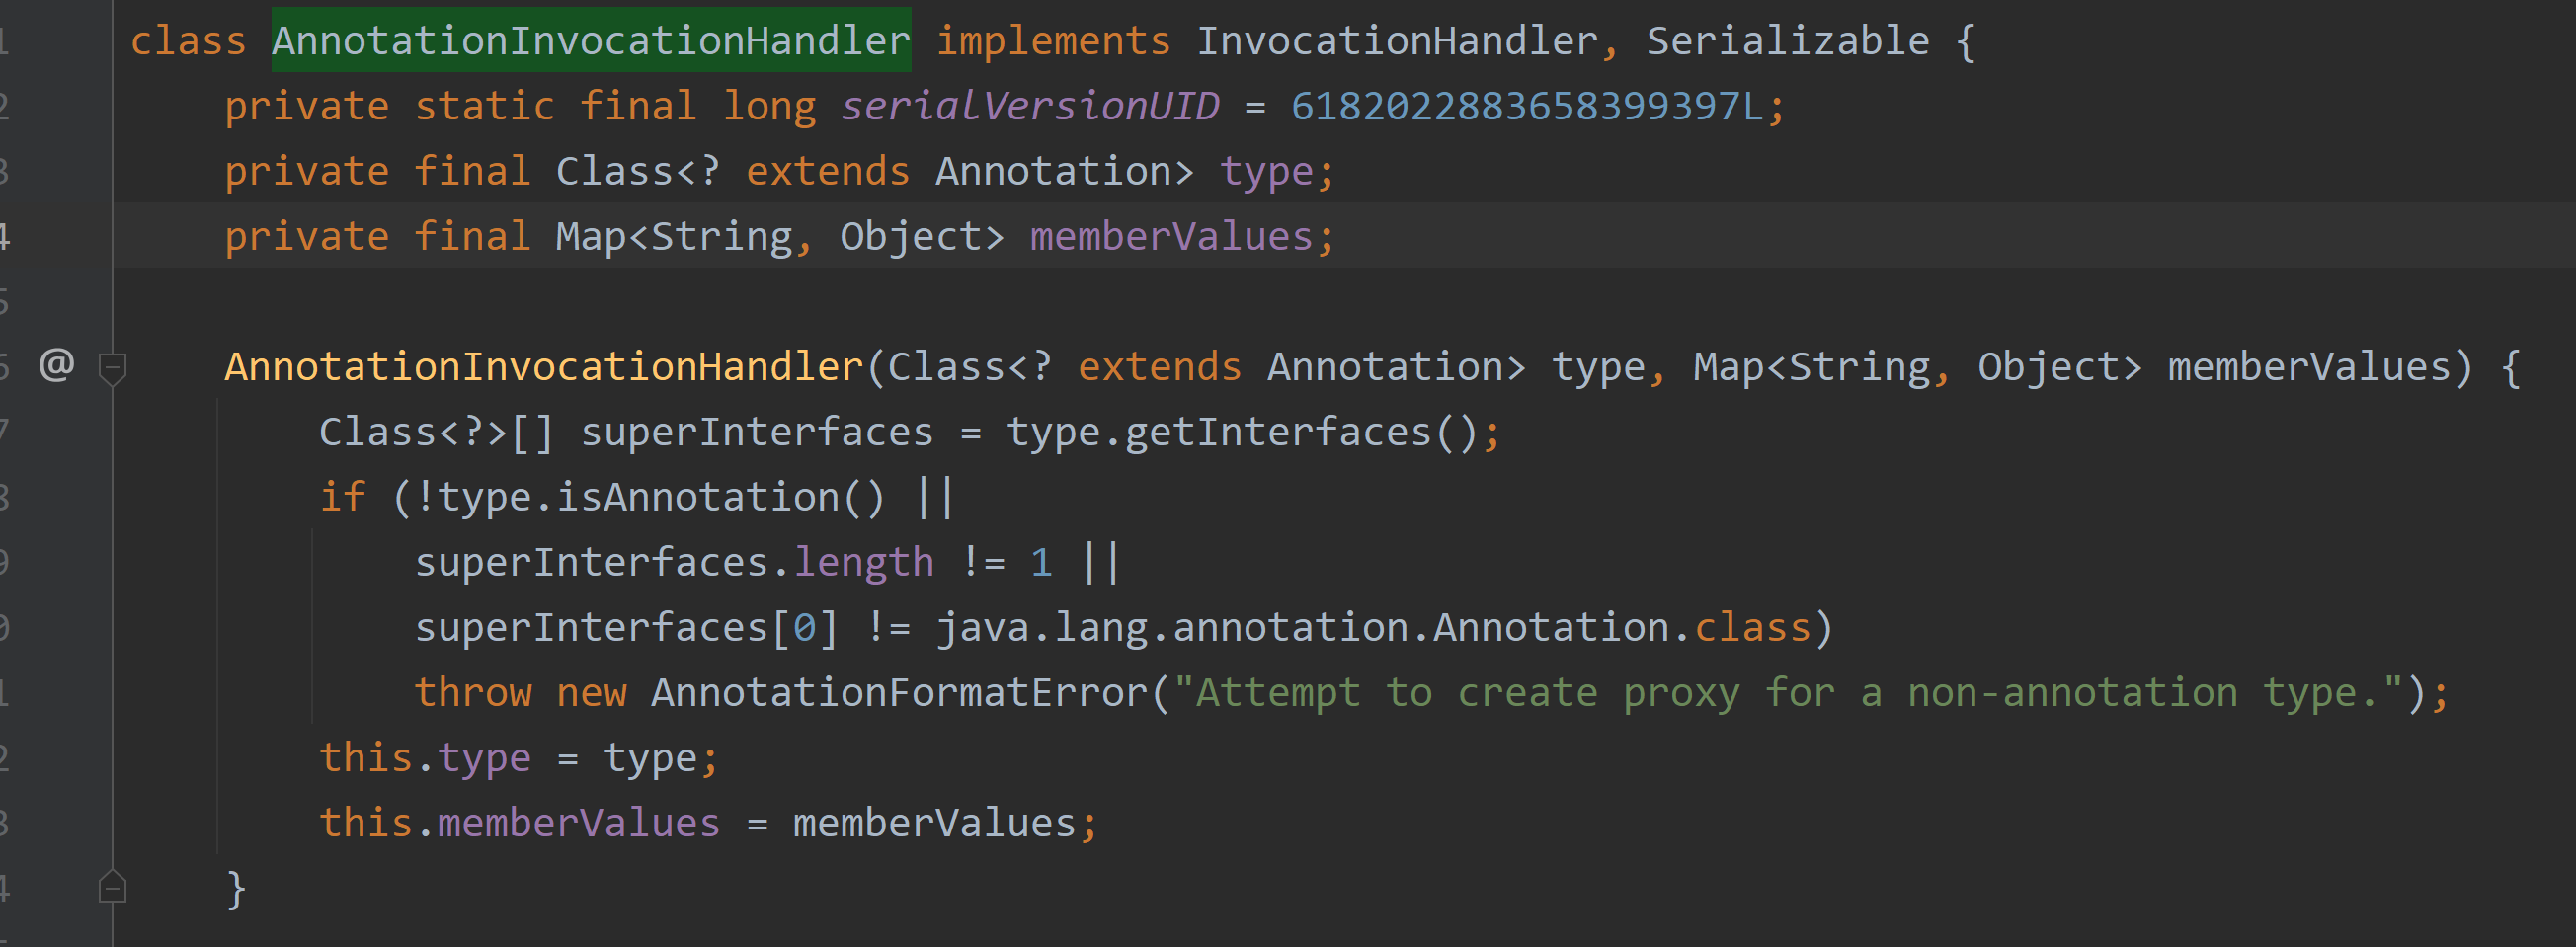 class AnnotationInvocationHandler implements InvocationHandler, Serializable {
private static final long serialVersionUID = 6182022883658399397L;
private final Class<? extends Annotation> type;
private final Map<String, Object> memberValues;
@ AnnotationInvocationHandler(Class<? extends Annotation> type, Map<String, Object> memberValues) {
Class<?>[] superInterfaces = type.getInterfaces();
if (!type.isAnnotation() ||
superInterfaces.length != 1 ||
superInterfaces[0] != java.lang.annotation.Annotation.class)
throw new AnnotationFormatError("Attempt to create proxy for a non-annotation type.");
this.type = type;
this.memberValues = memberValues;
}